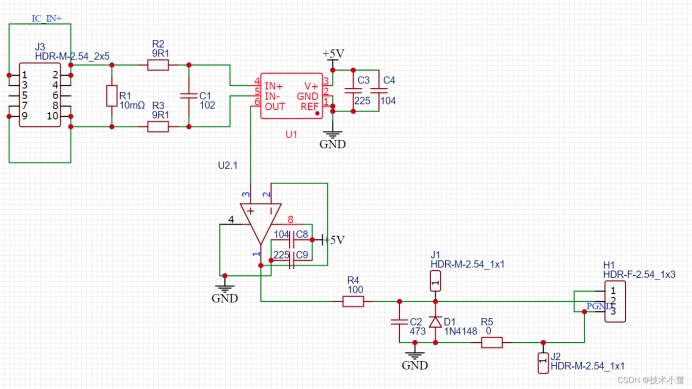 IC_IN+
J3
HDR-M-2.54_2x5
1 2
3 4
5 6
7 8
9 10
R1
10mΩ
R2
9R1
R3
9R1
C1
102
4 IN+ V+ 3
5 IN- GND 2
6 OUT REF 1
U1
+5V
C3
225
C4
104
GND
U2.1
3 2
+ -
4 8
1
104 C8
225 C9
+5V
GND
R4
100
J1
HDR-M-2.54_1x1
1
C2
473
D1
1N4148
R5
0
GND
H1
HDR-F-2.54_1x3
1
2
3
PGND
J2
HDR-M-2.54_1x1
1
CSDN @技术小董